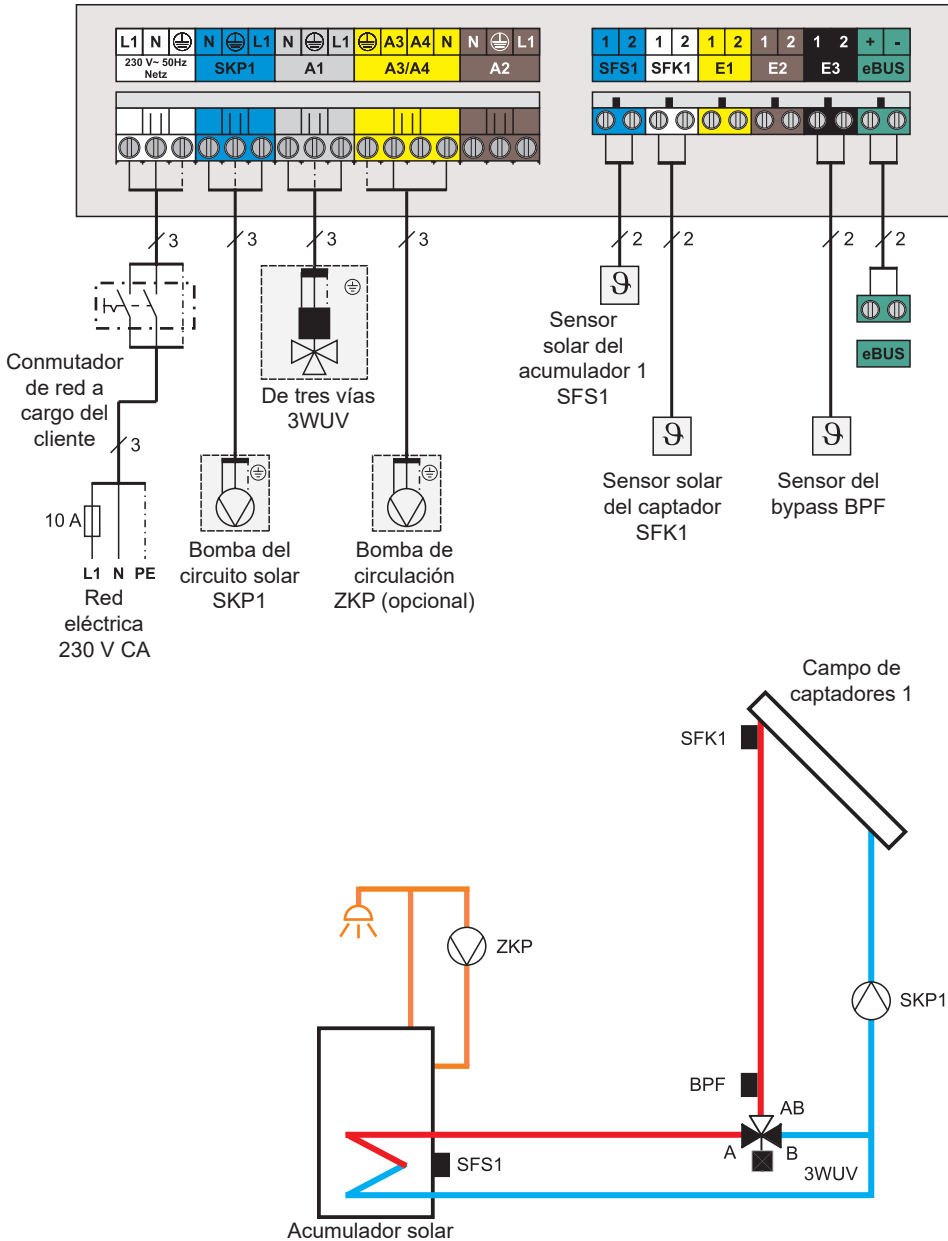 L1 N N L1 N L1 A3 A4 N N L1
230 V~ 50Hz
Netz
SKP1
A1
A3/A4
A2
1 2 1 2 1 2 1 2 1 2 + -
SFS1 SFK1 E1 E2 E3 eBUS
3
3
3
3
2
2
2
2
eBUS
Conmutador
de red a
cargo del
cliente
3
10 A
L1 N PE
Red
eléctrica
230 V CA
De tres vías
3WUV
Bomba del
circuito solar
SKP1
Bomba de
circulación
ZKP (opcional)
ϑ
Sensor
solar del
acumulador 1
SFS1
ϑ
Sensor solar
del captador
SFK1
ϑ
Sensor del
bypass BPF
Campo de
captadores 1
SFK1
ZKP
SKP1
BPF
AB
A
B
3WUV
SFS1
Acumulador solar